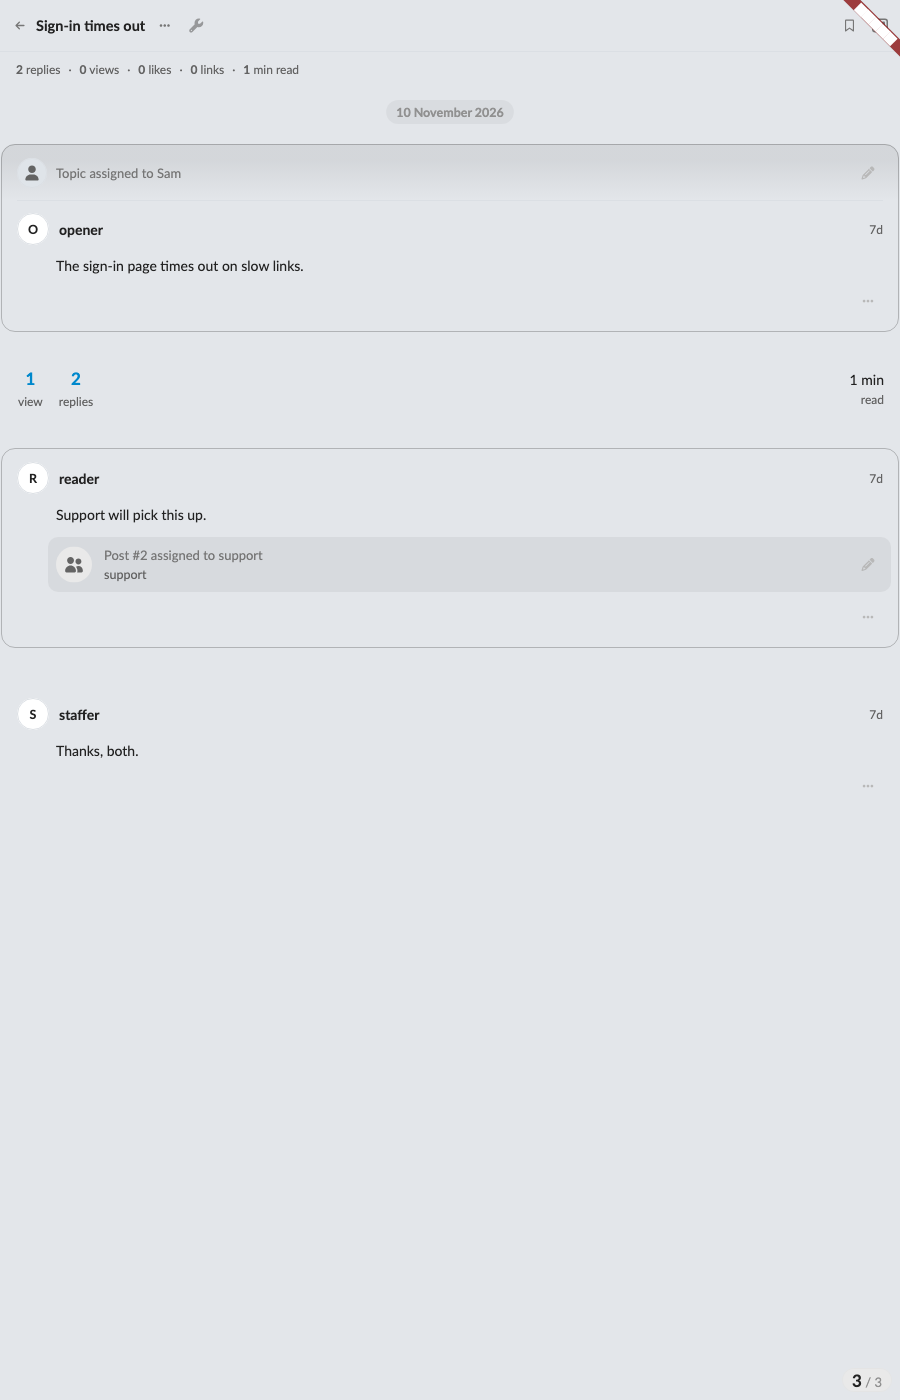 Sign-in times out
2 replies · 0 views · 0 likes · 0 links · 1 min read
10 November 2026
Topic assigned to Sam
O opener 7d
The sign-in page times out on slow links.
1 view 2 replies 1 min read
R reader 7d
Support will pick this up.
Post #2 assigned to support
support
S staffer 7d
Thanks, both.
3 / 3